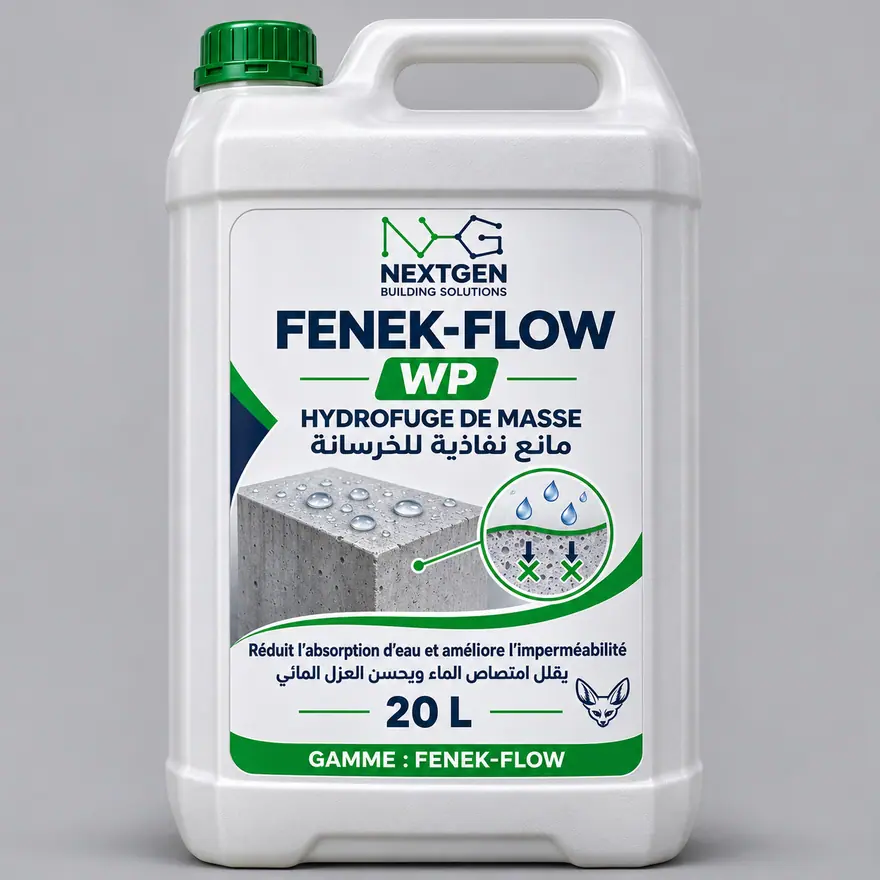 NEXTGEN
BUILDING SOLUTIONS
FENEK-FLOW
WP
HYDROFUGE DE MASSE
مانع نفاذية للخرسانة
Réduit l'absorption d'eau et améliore l'imperméabilité
يقلل امتصاص الماء ويحسن العزل المائي
20 L
GAMME : FENEK-FLOW